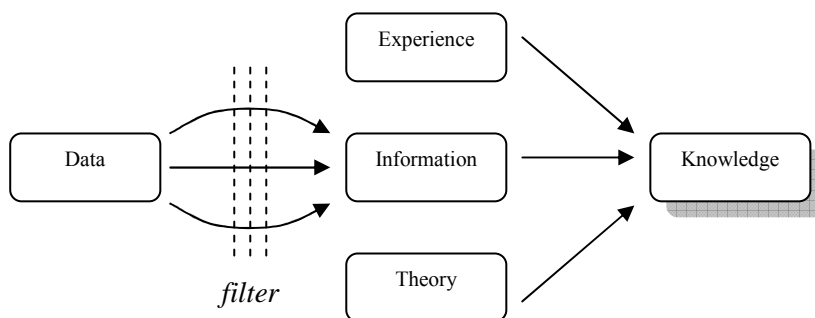 Experience
Data
Information
Knowledge
Theory
filter